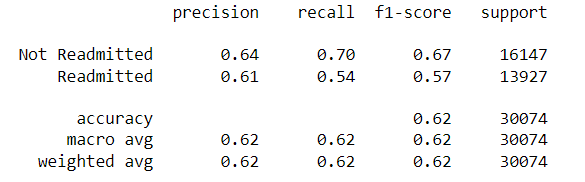 precision recall f1-score support
Not Readmitted 0.64 0.70 0.67 16147
Readmitted 0.61 0.54 0.57 13927
accuracy 0.62 30074
macro avg 0.62 0.62 0.62 30074
weighted avg 0.62 0.62 0.62 30074